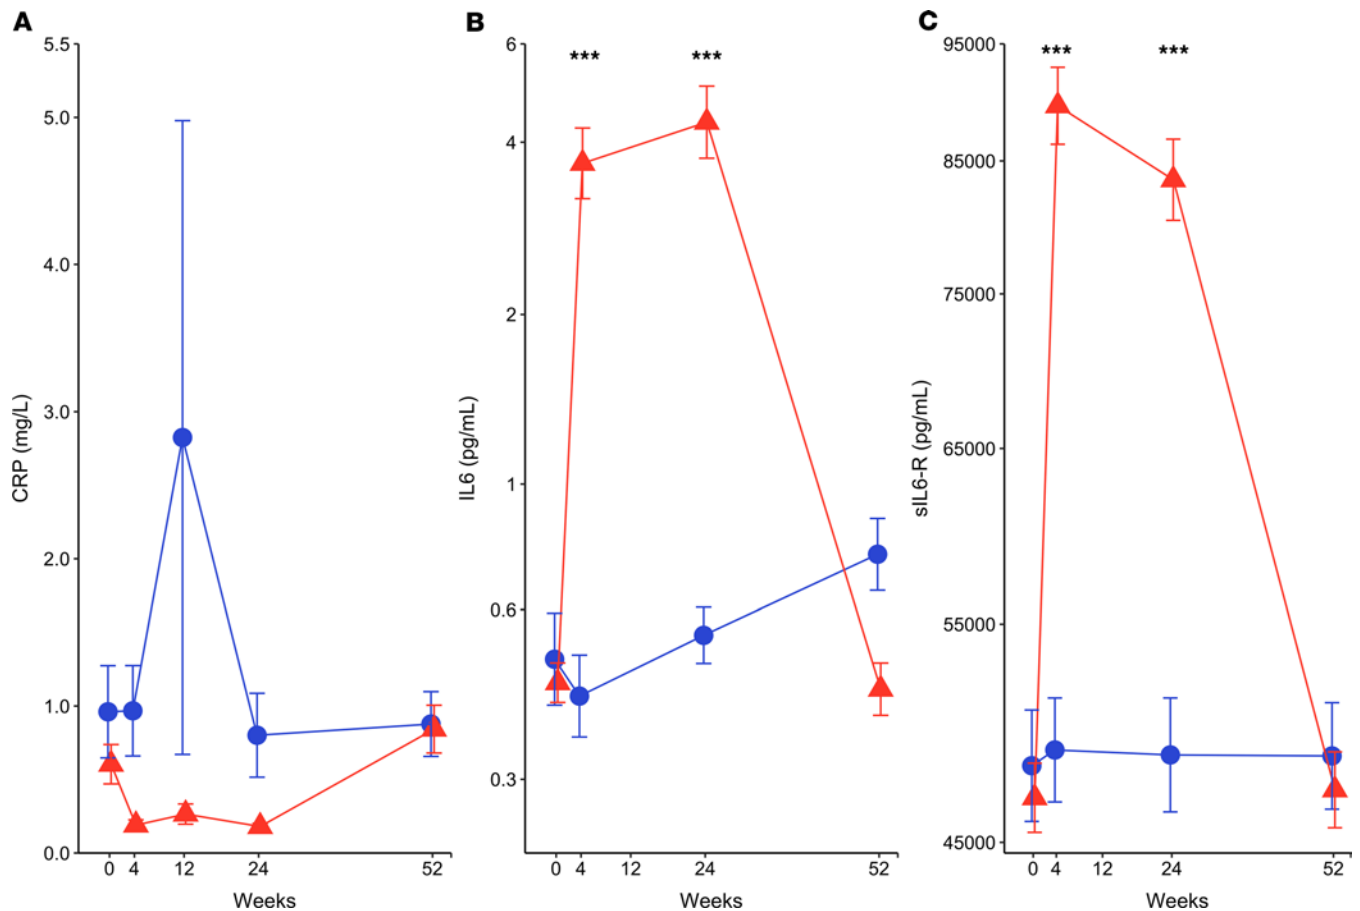 A
5.5
5.0
4.0
3.0
2.0
1.0
0.0
CRP (mg/L)
0 4 12 24 52
Weeks
B
6
4
2
1
0.6
0.3
IL6 (pg/mL)
*** ***
0 4 12 24 52
Weeks
C
95000
85000
75000
65000
55000
45000
sIL6-R (pg/mL)
*** ***
0 4 12 24 52
Weeks